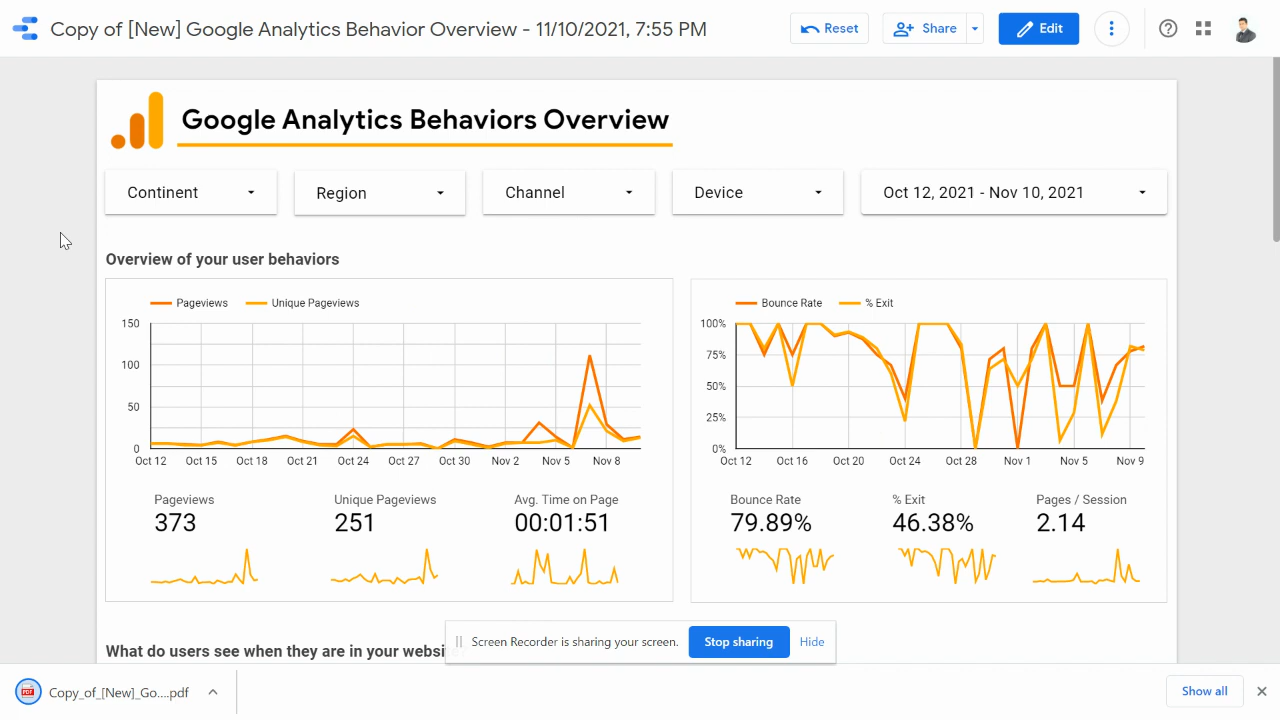 Copy of [New] Google Analytics Behavior Overview - 11/10/2021, 7:55 PM
Reset
Share
Edit
Google Analytics Behaviors Overview
Continent
Region
Channel
Device
Oct 12, 2021 - Nov 10, 2021
Overview of your user behaviors
Pageviews Unique Pageviews
150
100
50
0
Oct 12 Oct 15 Oct 18 Oct 21 Oct 24 Oct 27 Oct 30 Nov 2 Nov 5 Nov 8
Pageviews Unique Pageviews Avg. Time on Page
373 251 00:01:51
Bounce Rate % Exit
100%
75%
50%
25%
0%
Oct 12 Oct 16 Oct 20 Oct 24 Oct 28 Nov 1 Nov 5 Nov 9
Bounce Rate % Exit Pages / Session
79.89% 46.38% 2.14
What do users see when they are in your
Screen Recorder is sharing your screen. Stop sharing Hide
PDF
Copy_of_[New]_Go....pdf
Show all